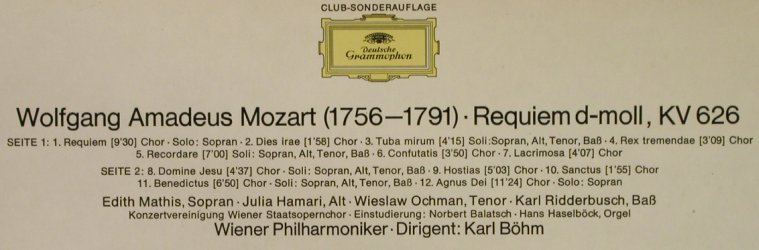 CLUB-SONDERAUFLAGE
Deutsche
Grammophon
Wolfgang Amadeus Mozart (1756—1791) · Requiem d-moll, KV 626
SEITE 1: 1. Requiem [9'30] Chor · Solo: Sopran · 2. Dies irae [1'58] Chor · 3. Tuba mirum [4'15] Soli: Sopran, Alt, Tenor, Baß · 4. Rex tremendae [3'09] Chor
5. Recordare [7'00] Soli: Sopran, Alt, Tenor, Baß · 6. Confutatis [3'50] Chor · 7. Lacrimosa [4'07] Chor
SEITE 2: 8. Domine Jesu [4'37] Chor · Soli: Sopran, Alt, Tenor, Baß · 9. Hostias [5'03] Chor · 10. Sanctus [1'55] Chor
11. Benedictus [6'50] Chor · Soli: Sopran, Alt, Tenor, Baß · 12. Agnus Dei [11'24] Chor · Solo: Sopran
Edith Mathis, Sopran · Julia Hamari, Alt · Wieslaw Ochman, Tenor · Karl Ridderbusch, Baß
Konzertvereinigung Wiener Staatsopernchor · Einstudierung: Norbert Balatsch · Hans Haselböck, Orgel
Wiener Philharmoniker · Dirigent: Karl Böhm